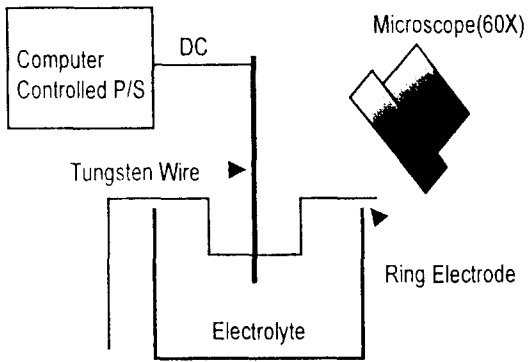 Microscope(60X)
DC
Computer
Controlled P/S
Tungsten Wire
Ring Electrode
Electrolyte